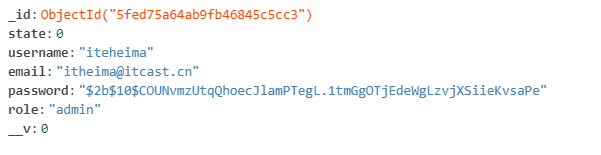 _id: ObjectId("5fed75a64ab9fb46845c5cc3")
state: 0
username: "iteheima"
email: "itheima@itcast.cn"
password: "$2b$10$COUNvmzUtqQhoecJlamPTegL.1tmGgOTjEdeWgLzvjXSiieKvsaPe"
role: "admin"
__v: 0